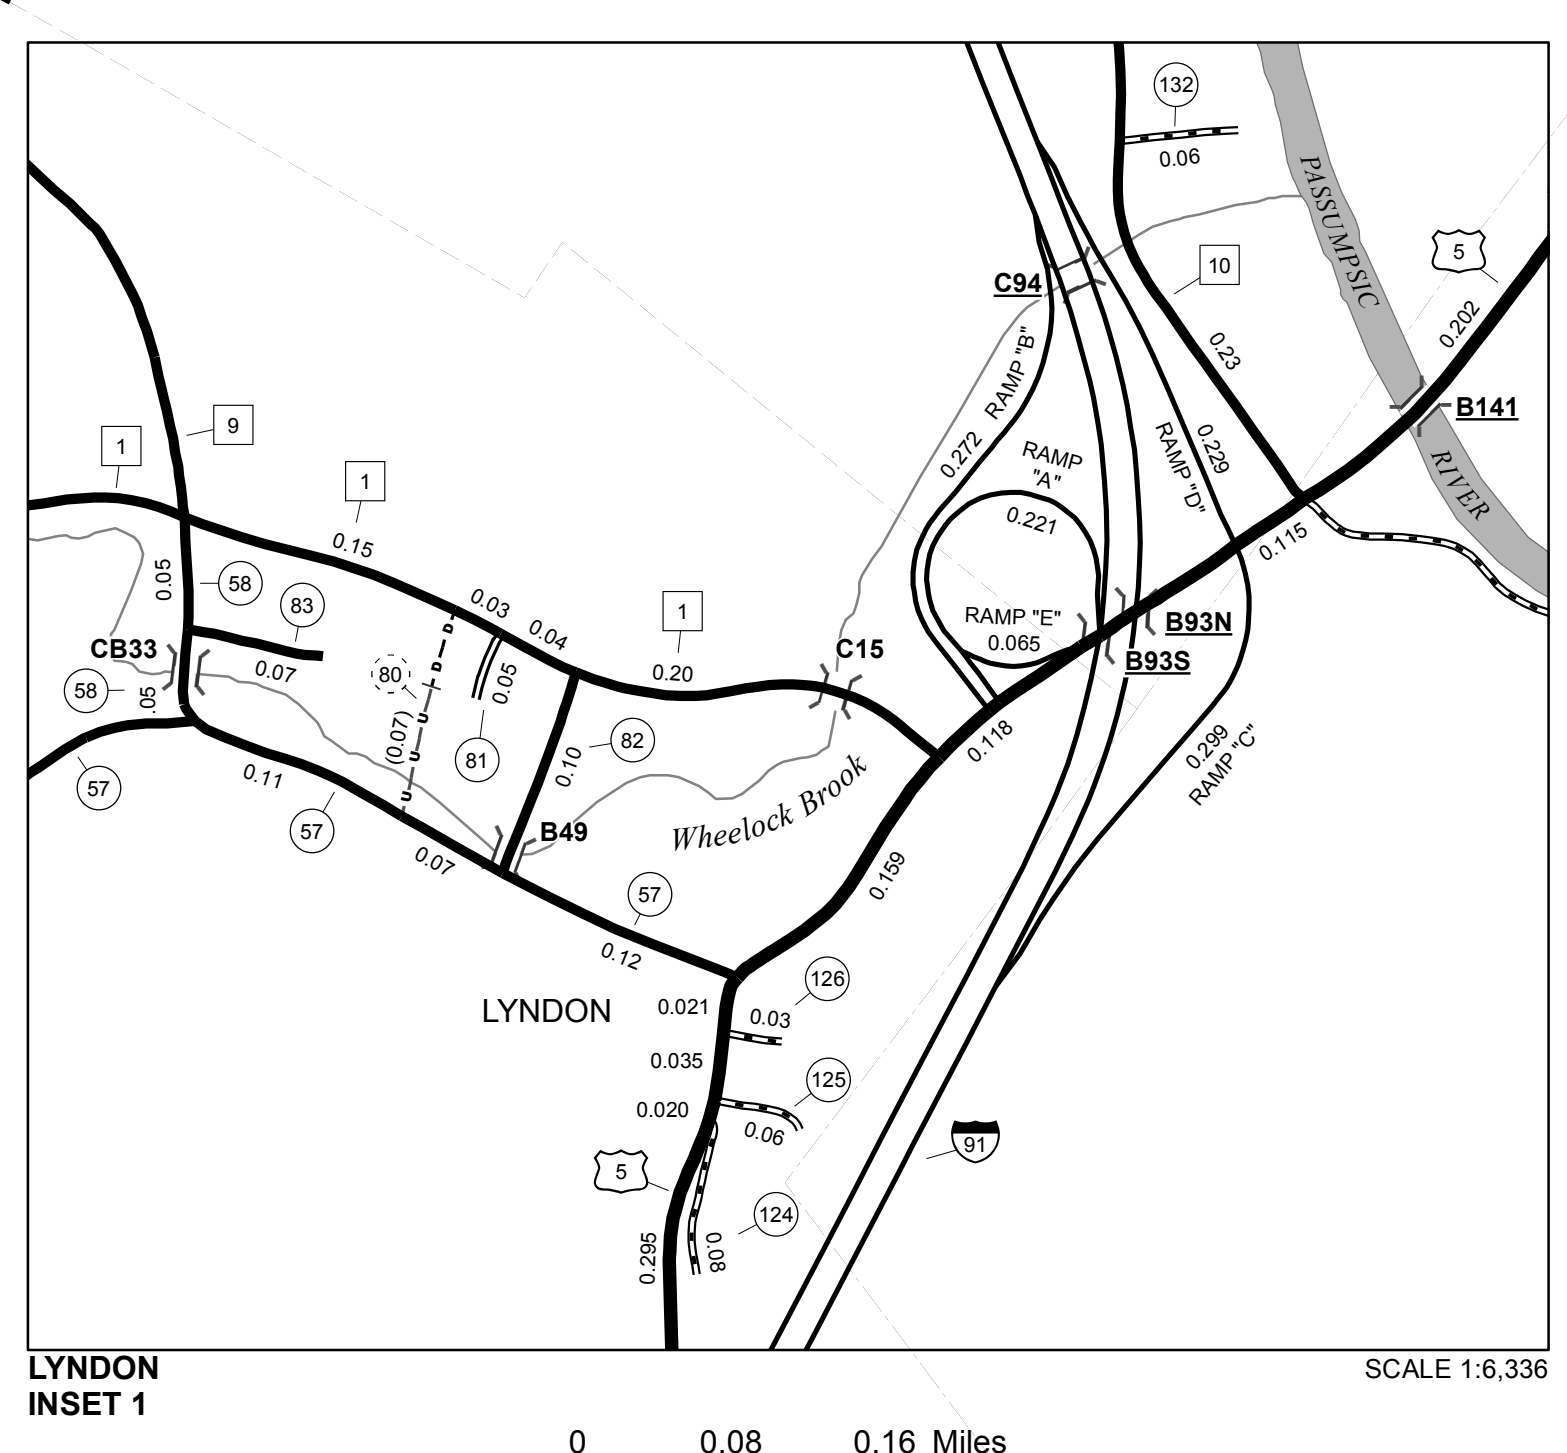 132
0.06
PASSUMPSIC
5
10
C94
0.202
0.23
RAMP "B"
B141
9
1
1
0.272
RAMP
"A"
0.229
RAMP "D"
RIVER
0.221
0.15
0.115
0.05
58
83
0.03
0.04
1
RAMP "E"
0.065
B93N
B93S
CB33
0.07
80
0.05
0.20
C15
58
.05
(0.07)
D
D
U
U
U
81
82
0.10
0.118
0.299
RAMP "C"
57
0.11
57
Wheelock Brook
B49
0.07
0.159
57
0.12
LYNDON
0.021
126
0.03
0.035
125
0.020
0.06
91
5
124
0.295
0.08
LYNDON
INSET 1
SCALE 1:6,336
0 0.08 0.16 Miles